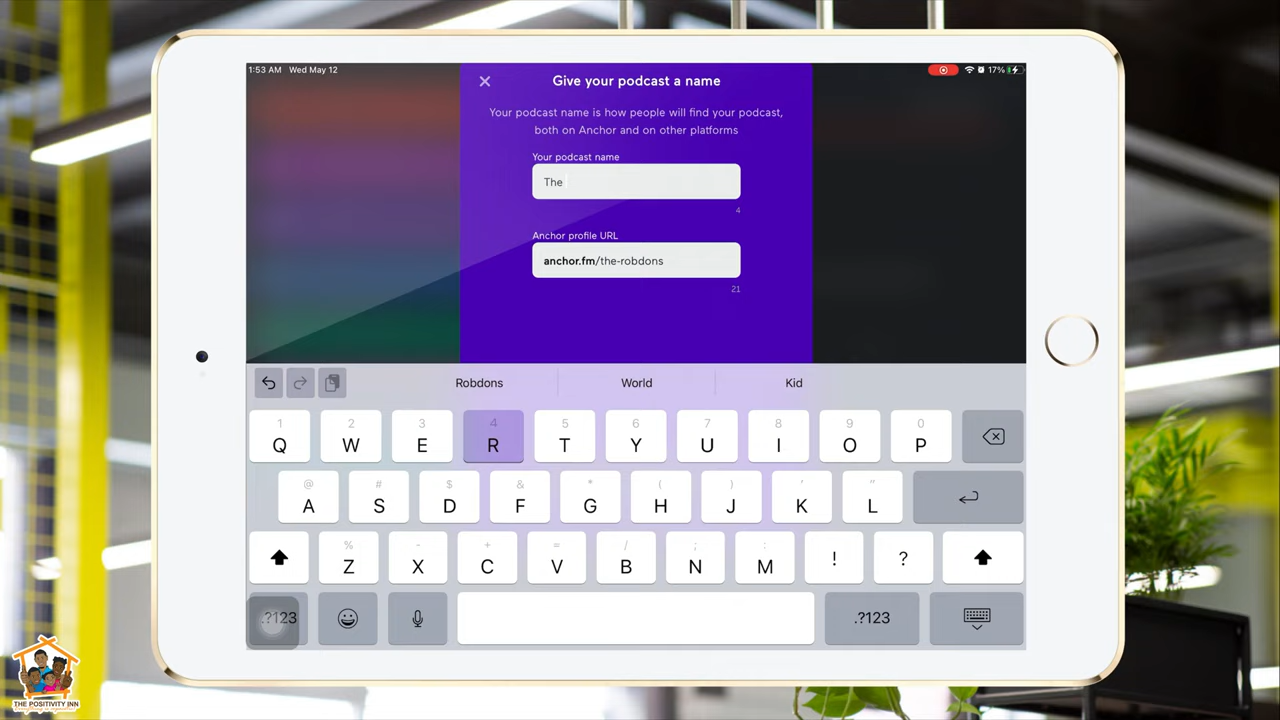 1:53 AM Wed May 12
17%
Give your podcast a name
Your podcast name is how people will find your podcast,
both on Anchor and on other platforms
Your podcast name
The
4
Anchor profile URL
anchor.fm/the-robdons
21
Robdons World Kid
1 2 3 4 5 6 7 8 9 0
Q W E R T Y U I O P
@ # $ & * ( ) ' "
A S D F G H J K L
% - + = / ; :
Z X C V B N M ! ?
.?123 .?123
THE POSITIVITY INN